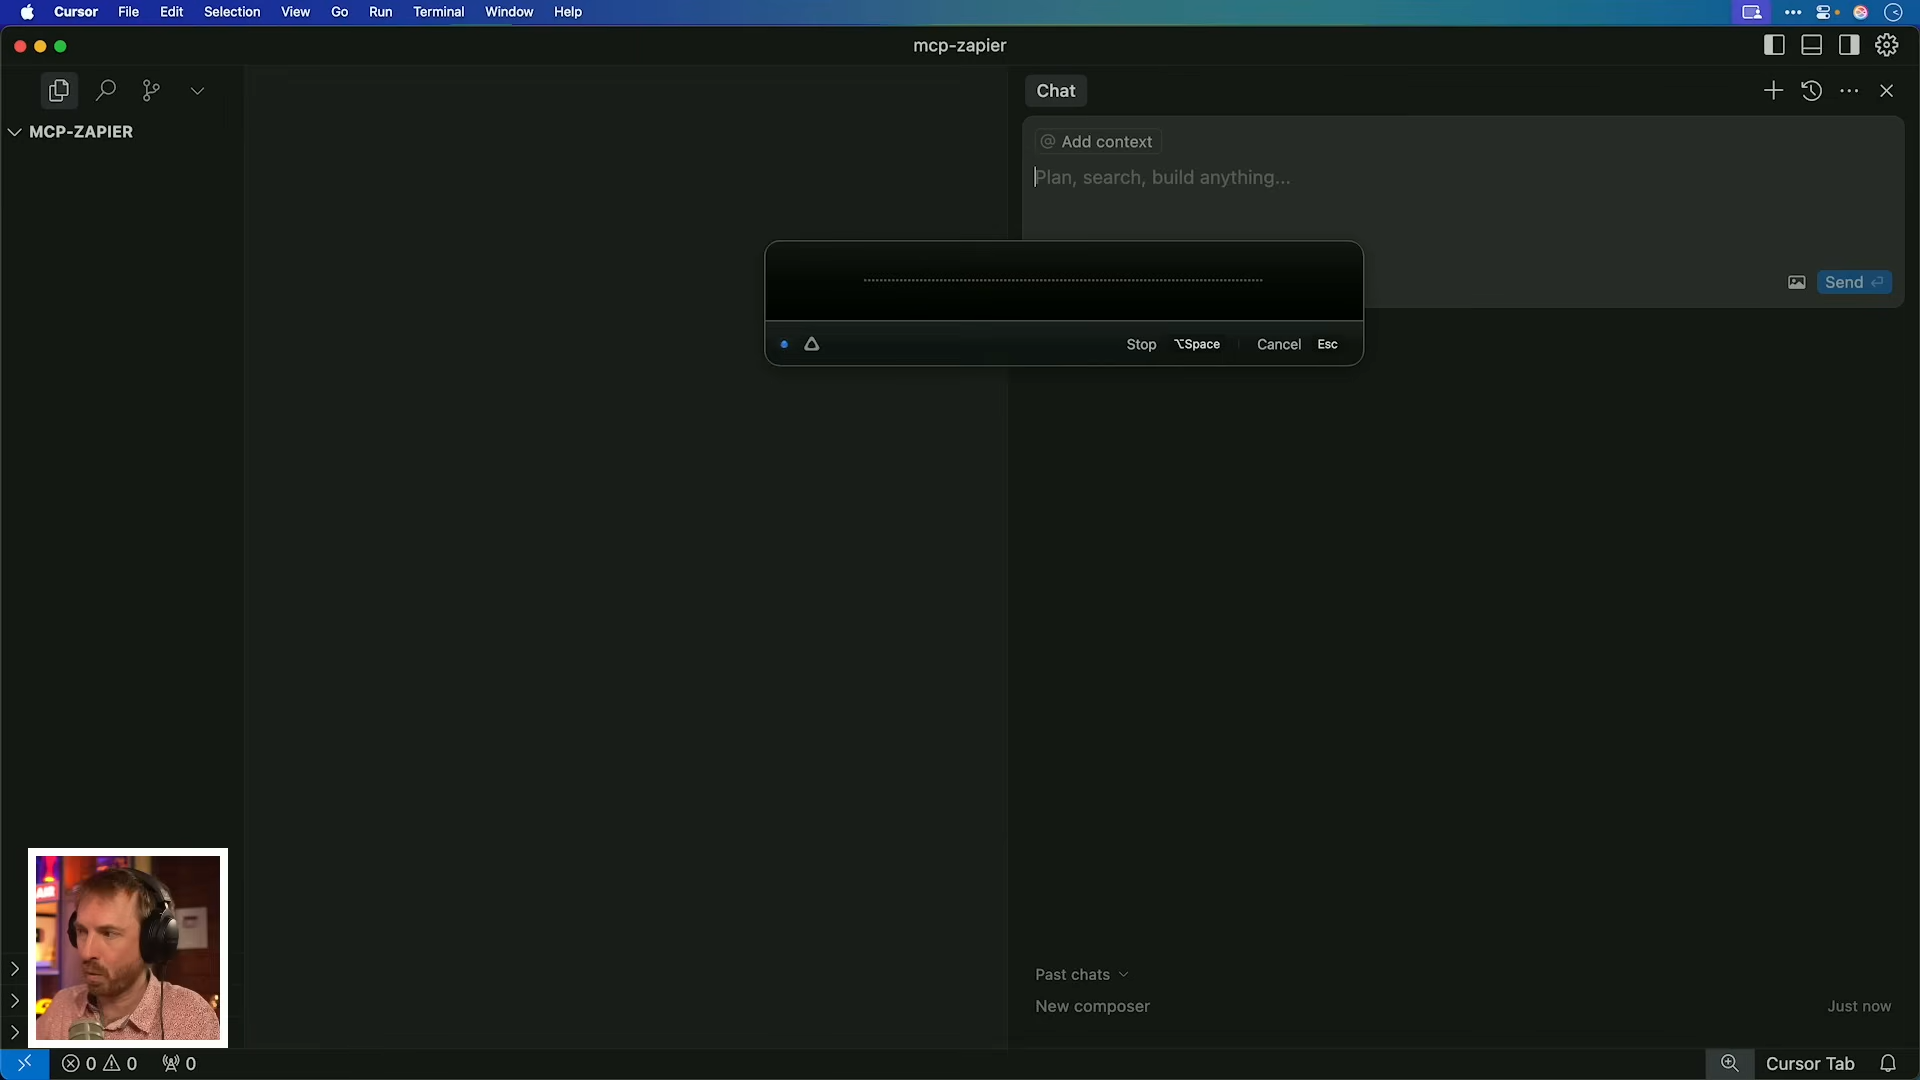 Cursor File Edit Selection View Go Run Terminal Window Help
mcp-zapier
Chat
MCP-ZAPIER
@ Add context
Plan, search, build anything...
Send
Stop ⌥Space Cancel Esc
Past chats
New composer Just now
0 0 0 Cursor Tab